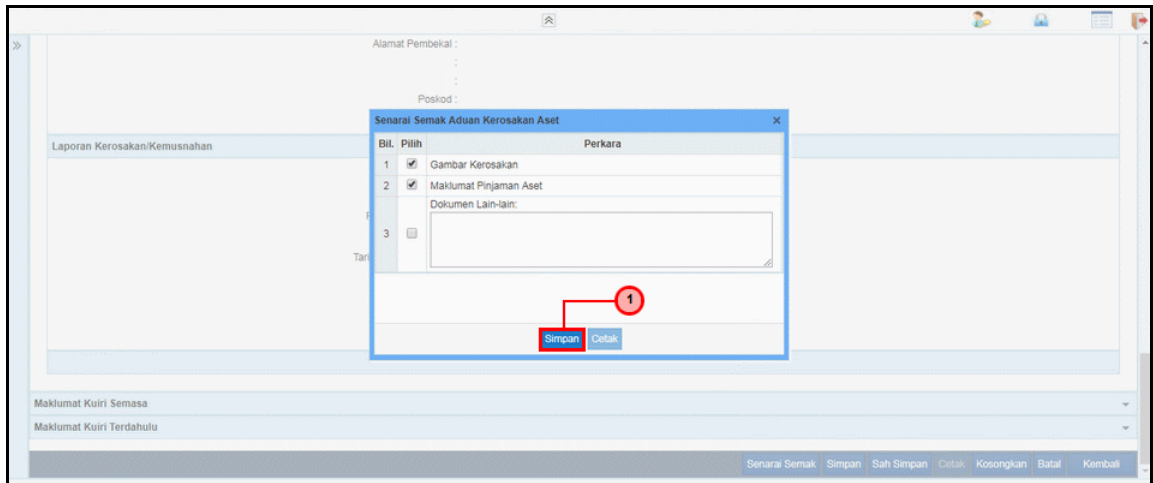 Alamat Pembekal :
:
:
Poskod :
Senarai Semak Aduan Kerosakan Aset
Laporan Kerosakan/Kemusnahan
Bil. Pilih Perkara
1 Gambar Kerosakan
2 Maklumat Pinjaman Aset
Dokumen Lain-lain:
3
Tari
1
Simpan Cetak
Maklumat Kuiri Semasa
Maklumat Kuiri Terdahulu
Senarai Semak Simpan Sah Simpan Cetak Kosongkan Batal Kembali